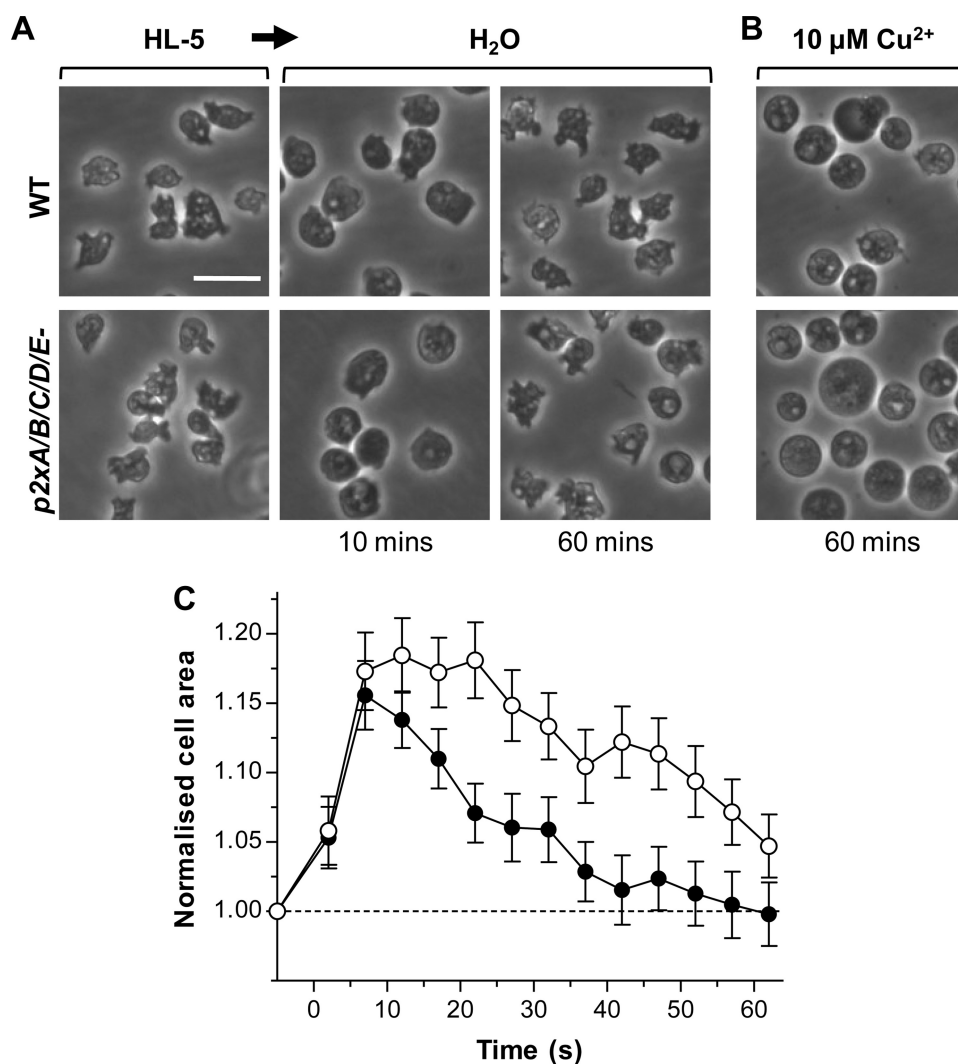 A
HL-5
H₂O
B
10 µM Cu²⁺
WT
p2xA/B/C/D/E-
10 mins
60 mins
60 mins
C
Normalised cell area
1.20
1.15
1.10
1.05
1.00
0 10 20 30 40 50 60
Time (s)